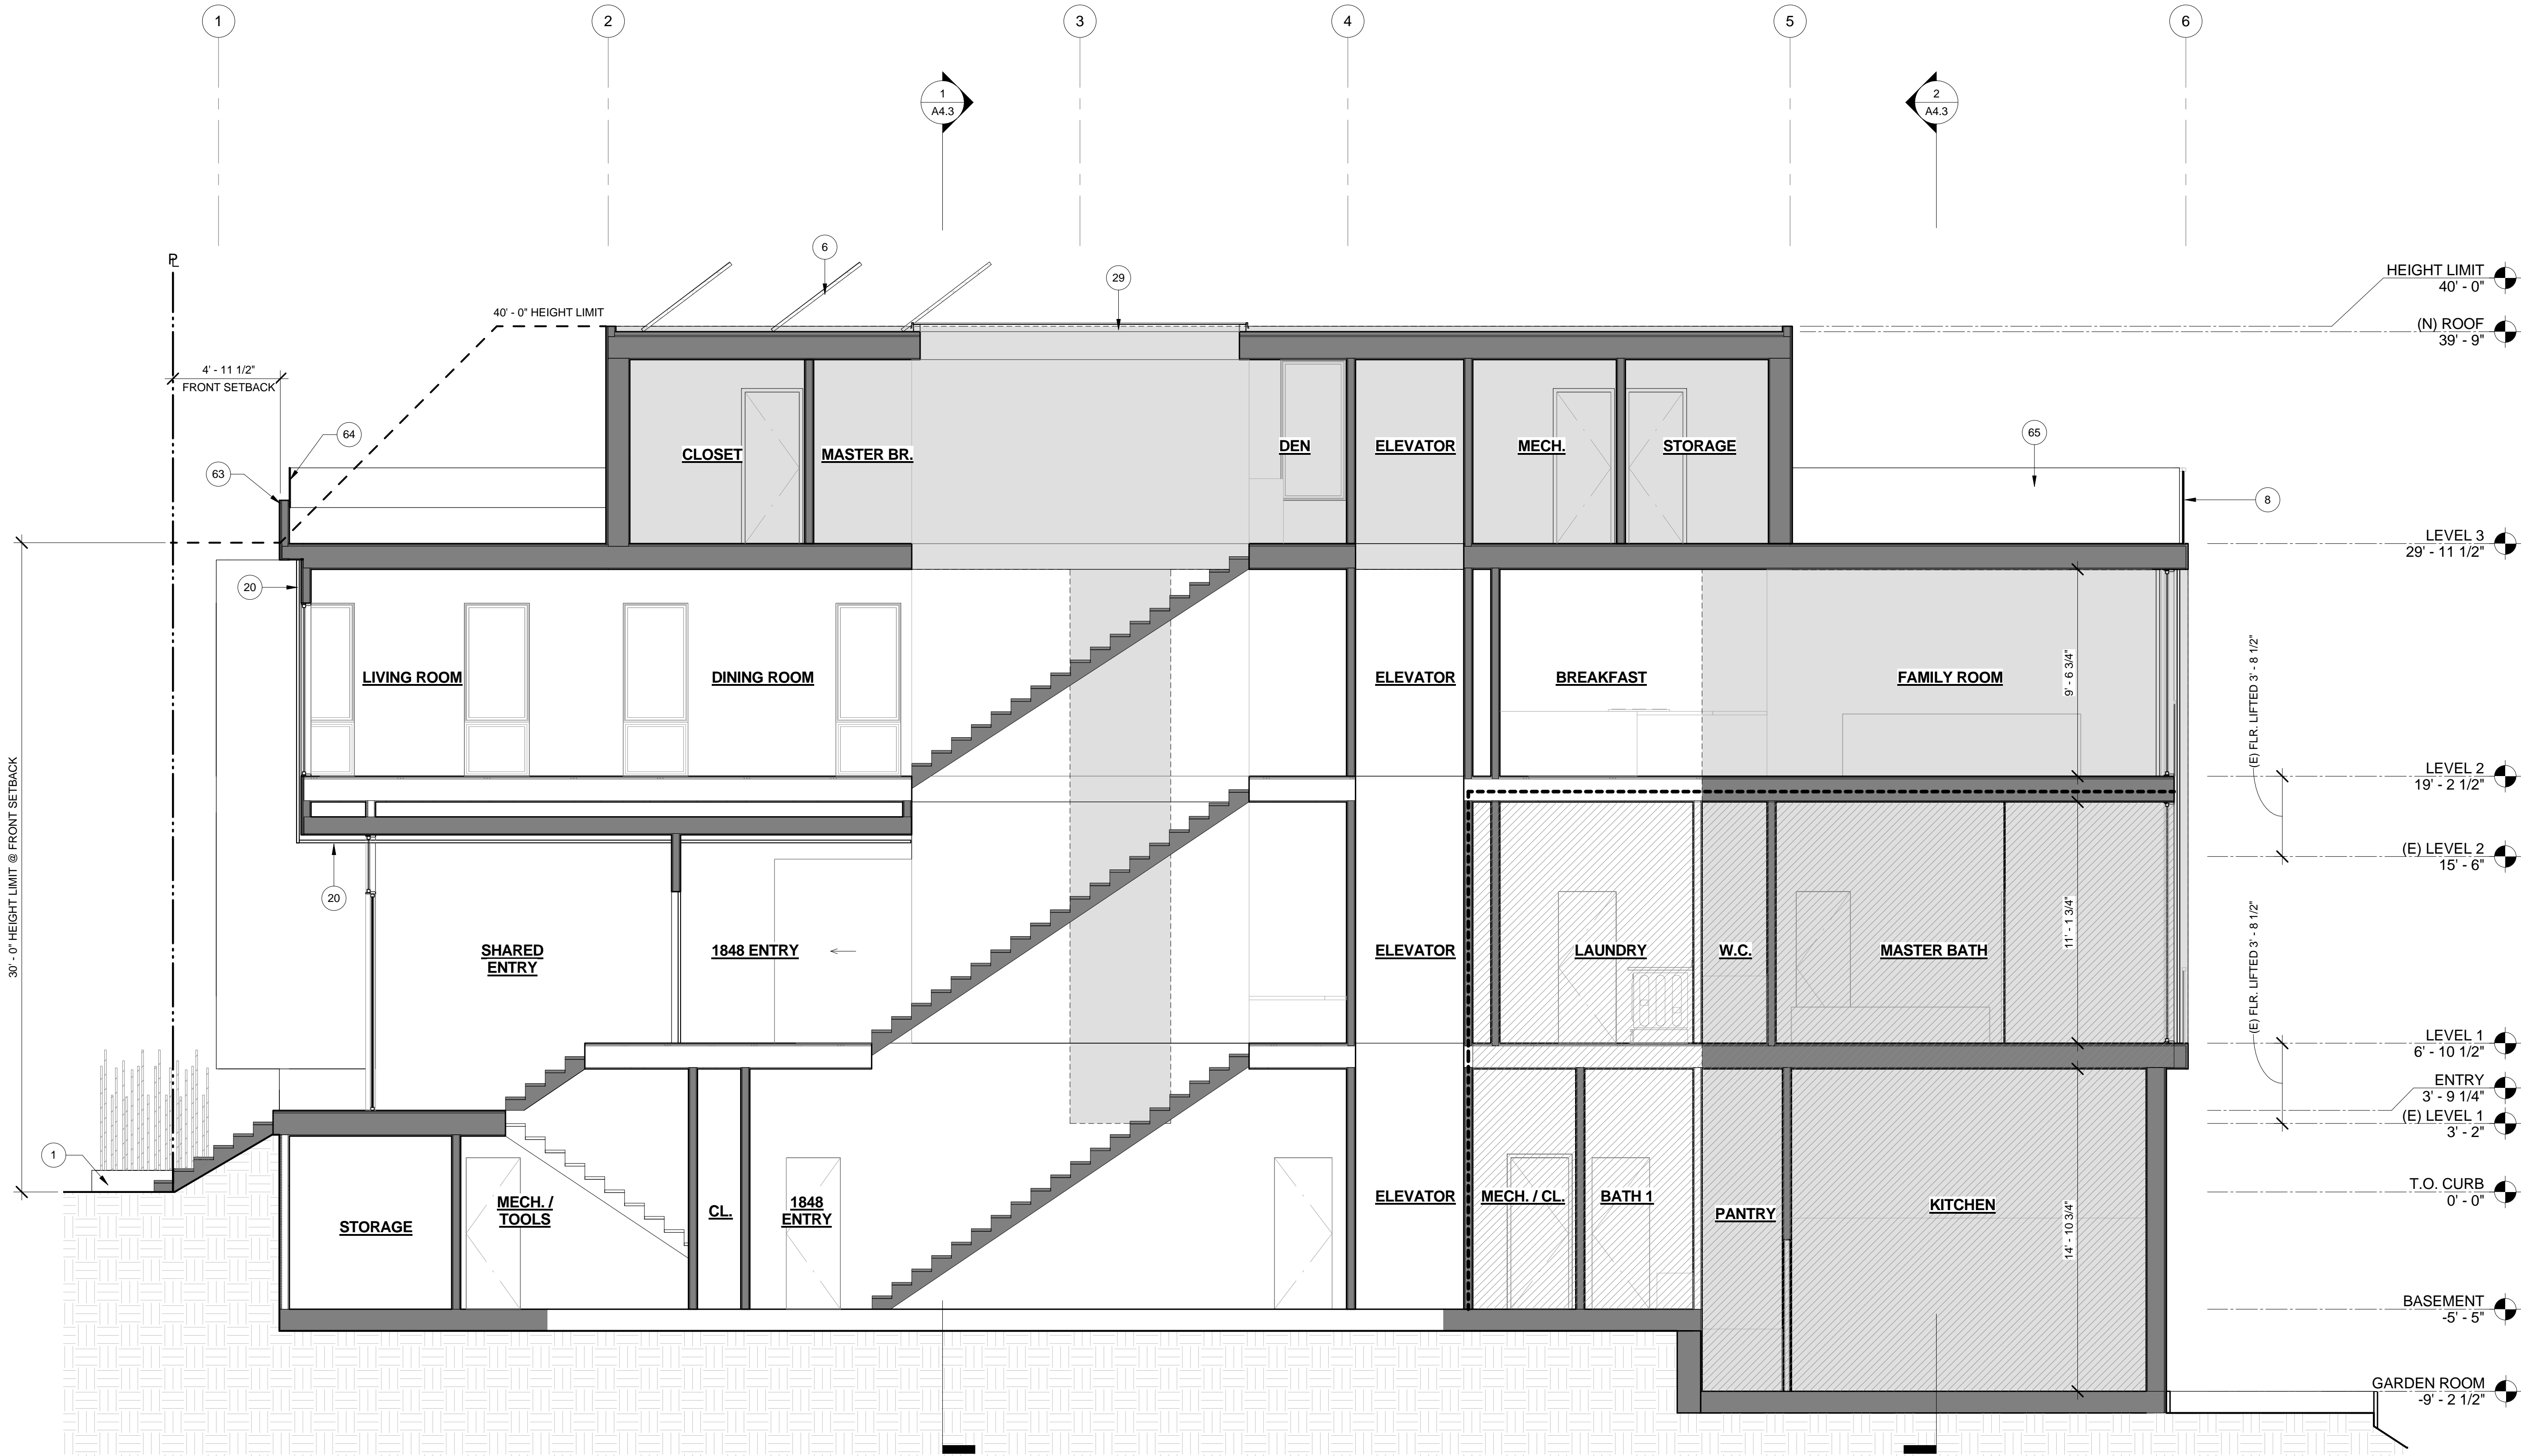 1
2
3
4
5
6
1
A4.3
2
A4.3
6
29
PL
40' - 0" HEIGHT LIMIT
4' - 11 1/2"
FRONT SETBACK
64
63
65
8
HEIGHT LIMIT
40' - 0"
(N) ROOF
39' - 9"
CLOSET
MASTER BR.
DEN
ELEVATOR
MECH.
STORAGE
LEVEL 3
29' - 11 1/2"
20
LIVING ROOM
DINING ROOM
ELEVATOR
BREAKFAST
FAMILY ROOM
9' - 6 3/4"
(E) FLR. LIFTED 3' - 8 1/2"
LEVEL 2
19' - 2 1/2"
(E) LEVEL 2
15' - 6"
30' - 0" HEIGHT LIMIT @ FRONT SETBACK
20
SHARED
ENTRY
1848 ENTRY
ELEVATOR
LAUNDRY
W.C.
MASTER BATH
11' - 1 3/4"
(E) FLR. LIFTED 3' - 8 1/2"
LEVEL 1
6' - 10 1/2"
ENTRY
3' - 9 1/4"
(E) LEVEL 1
3' - 2"
1
STORAGE
MECH. /
TOOLS
CL.
1848
ENTRY
ELEVATOR
MECH. / CL.
BATH 1
PANTRY
KITCHEN
14' - 10 3/4"
T.O. CURB
0' - 0"
BASEMENT
-5' - 5"
GARDEN ROOM
-9' - 2 1/2"